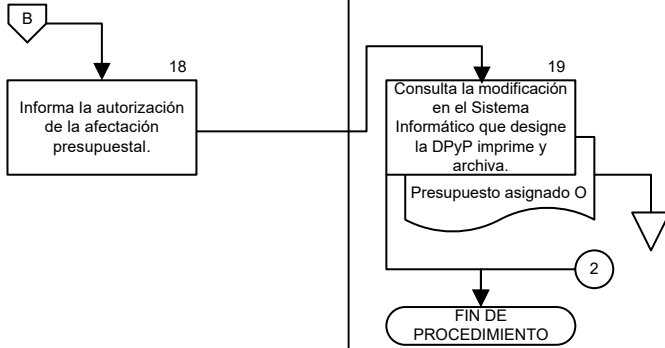 B
18
Informa la autorización
de la afectación
presupuestal.
19
Consulta la modificación
en el Sistema
Informático que designe
la DPyP imprime y
archiva.
Presupuesto asignado O
2
FIN DE
PROCEDIMIENTO